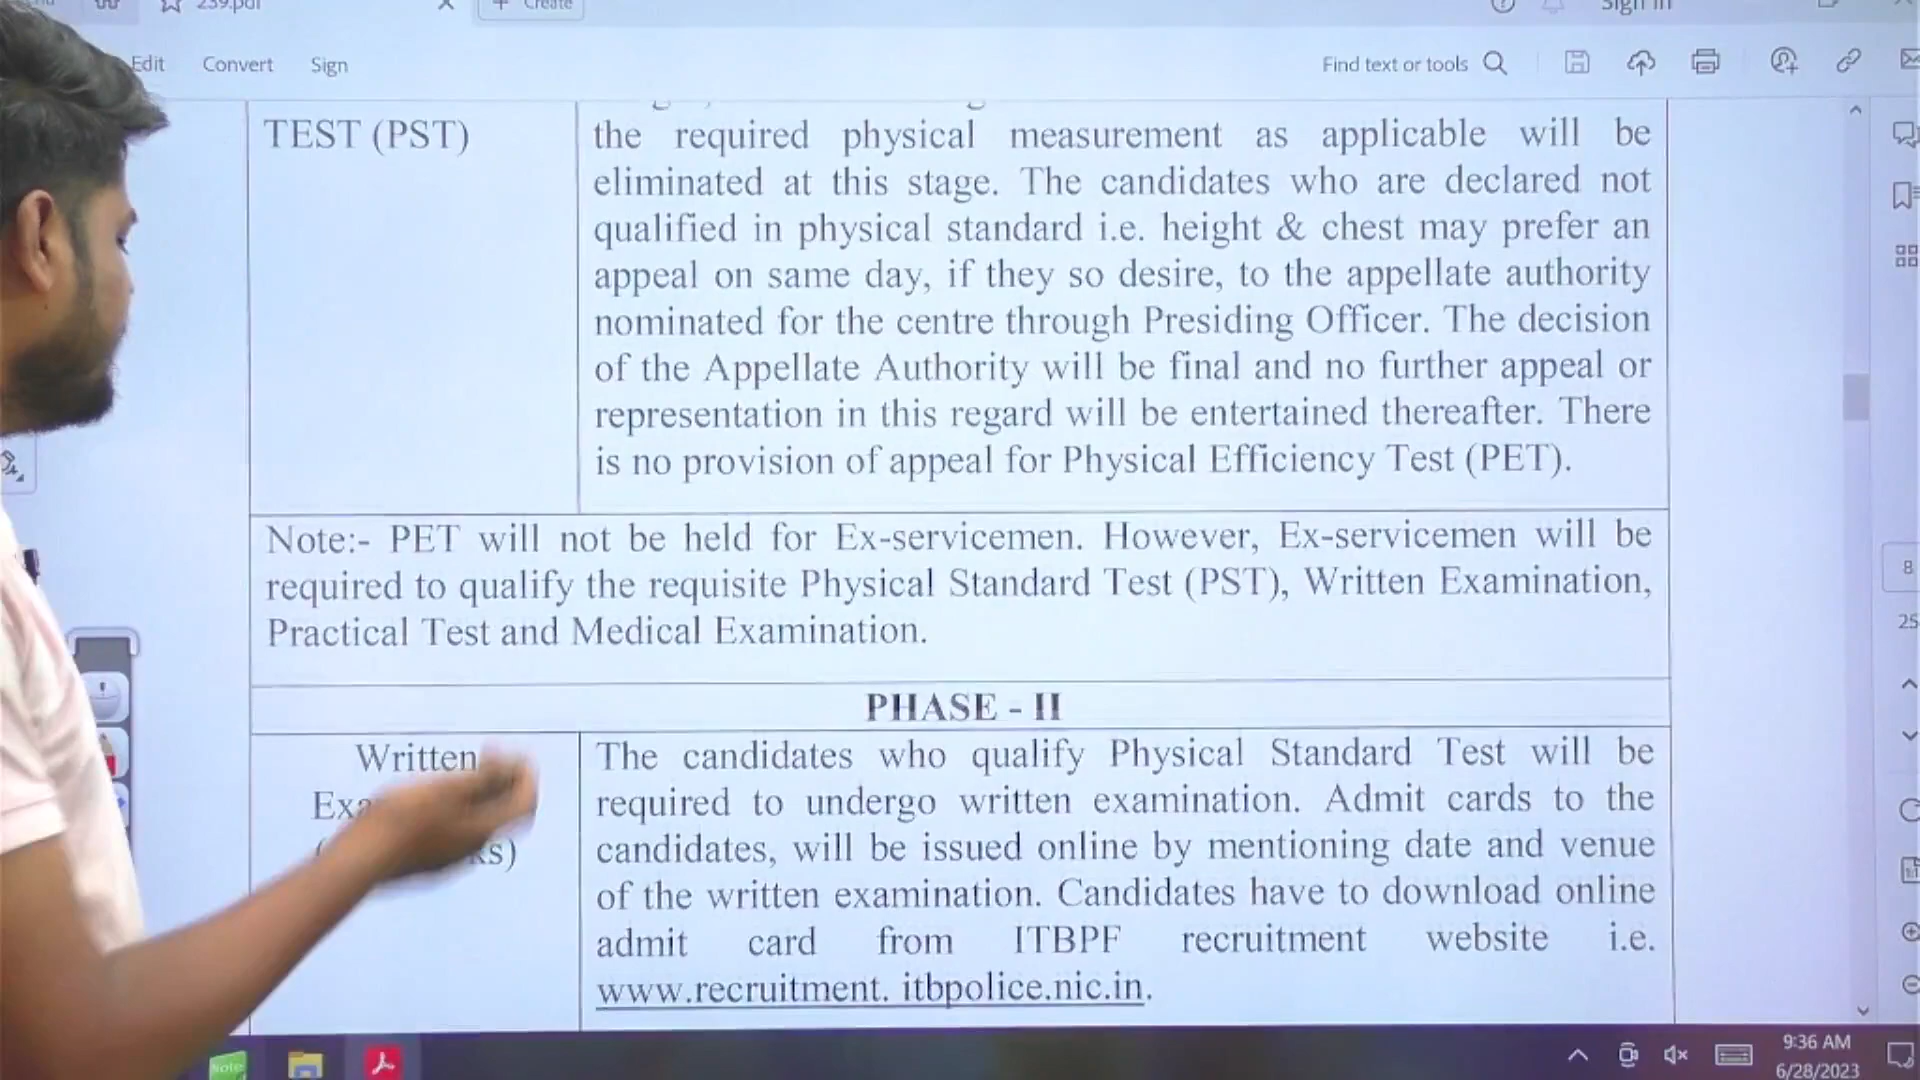 239.pdf
Create
Sign in
Edit Convert Sign
Find text or tools
TEST (PST)
the required physical measurement as applicable will be
eliminated at this stage. The candidates who are declared not
qualified in physical standard i.e. height & chest may prefer an
appeal on same day, if they so desire, to the appellate authority
nominated for the centre through Presiding Officer. The decision
of the Appellate Authority will be final and no further appeal or
representation in this regard will be entertained thereafter. There
is no provision of appeal for Physical Efficiency Test (PET).
Note:- PET will not be held for Ex-servicemen. However, Ex-servicemen will be
required to qualify the requisite Physical Standard Test (PST), Written Examination,
Practical Test and Medical Examination.
PHASE - II
Written
The candidates who qualify Physical Standard Test will be
required to undergo written examination. Admit cards to the
candidates, will be issued online by mentioning date and venue
of the written examination. Candidates have to download online
admit card from ITBPF recruitment website i.e.
www.recruitment. itbpolice.nic.in.
8
25
Note
9:36 AM
6/28/2023